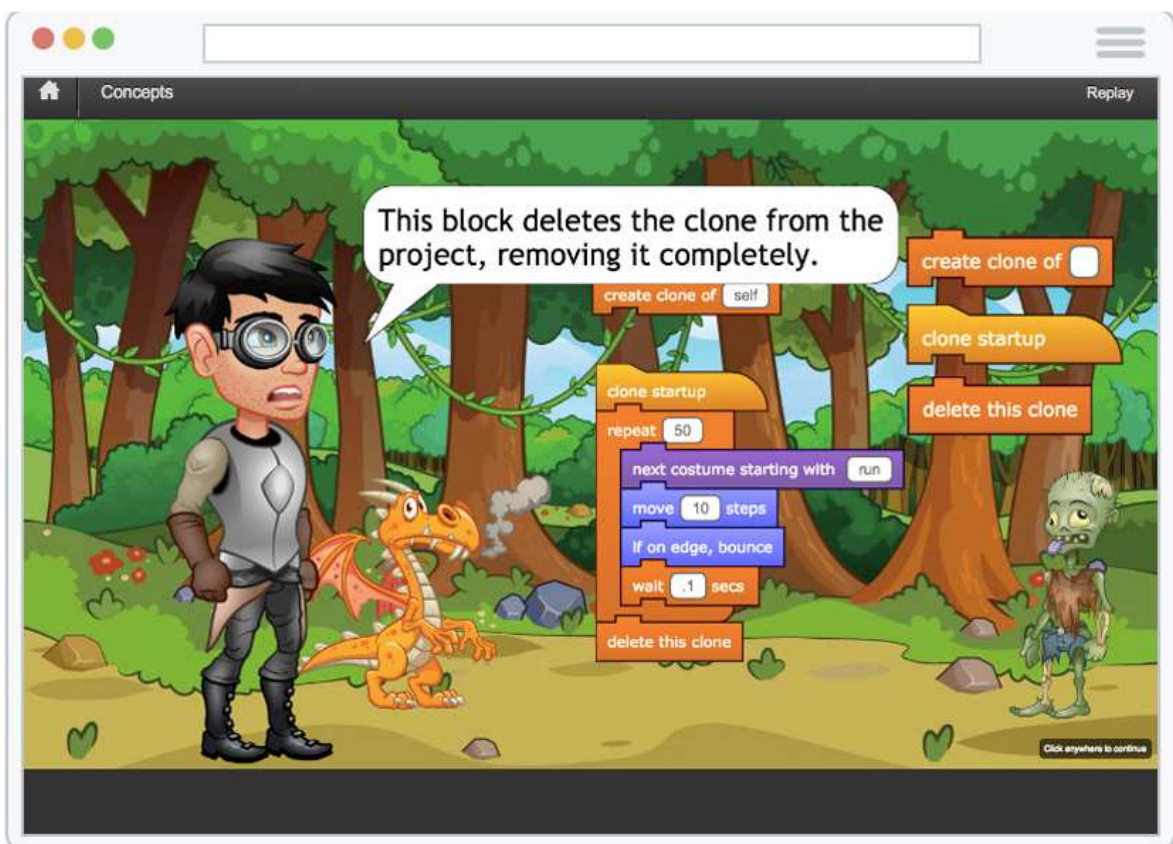 Concepts
Replay
This block deletes the clone from the
project, removing it completely.
create clone of self
clone startup
repeat 50
next costume starting with run
move 10 steps
if on edge, bounce
wait .1 secs
delete this clone
create clone of
clone startup
delete this clone
Click anywhere to continue